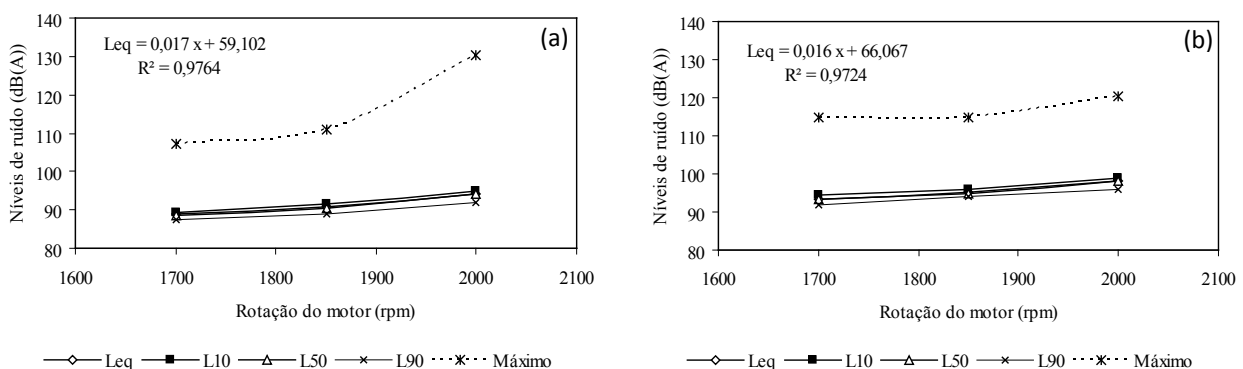 140
130
120
110
100
90
80
Níveis de ruído (dB(A))
Leq = 0,017 x + 59,102
R² = 0,9764
(a)
1600 1700 1800 1900 2000 2100
Rotação do motor (rpm)
Leq L10 L50 L90 Máximo
140
130
120
110
100
90
80
Níveis de ruído (dB(A))
Leq = 0,016 x + 66,067
R² = 0,9724
(b)
1600 1700 1800 1900 2000 2100
Rotação do motor (rpm)
Leq L10 L50 L90 Máximo